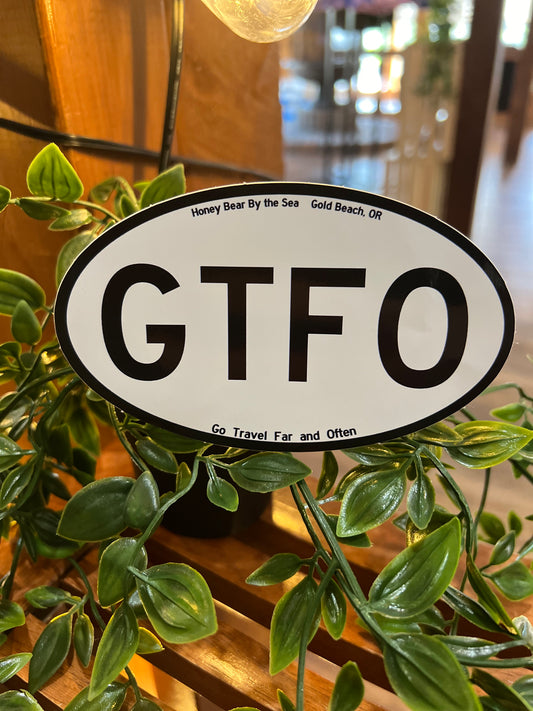 Honey Bear By the Sea Gold Beach, OR
GTFO
Go Travel Far and Often